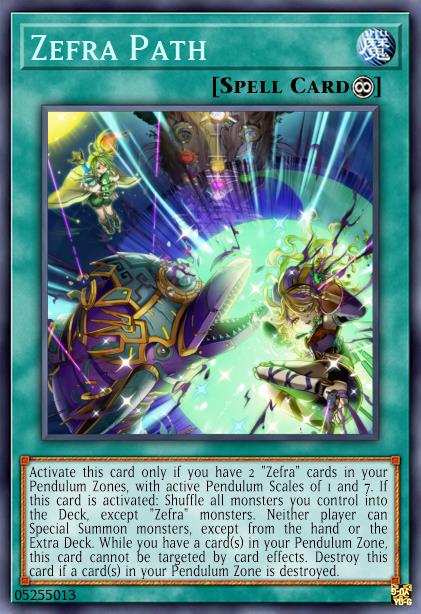 Zefra Path
[Spell Card]
Activate this card only if you have 2 "Zefra" cards in your
Pendulum Zones, with active Pendulum Scales of 1 and 7. If
this card is activated: Shuffle all monsters you control into
the Deck, except "Zefra" monsters. Neither player can
Special Summon monsters, except from the hand or the
Extra Deck. While you have a card(s) in your Pendulum Zone,
this card cannot be targeted by card effects. Destroy this
card if a card(s) in your Pendulum Zone is destroyed.
05255013